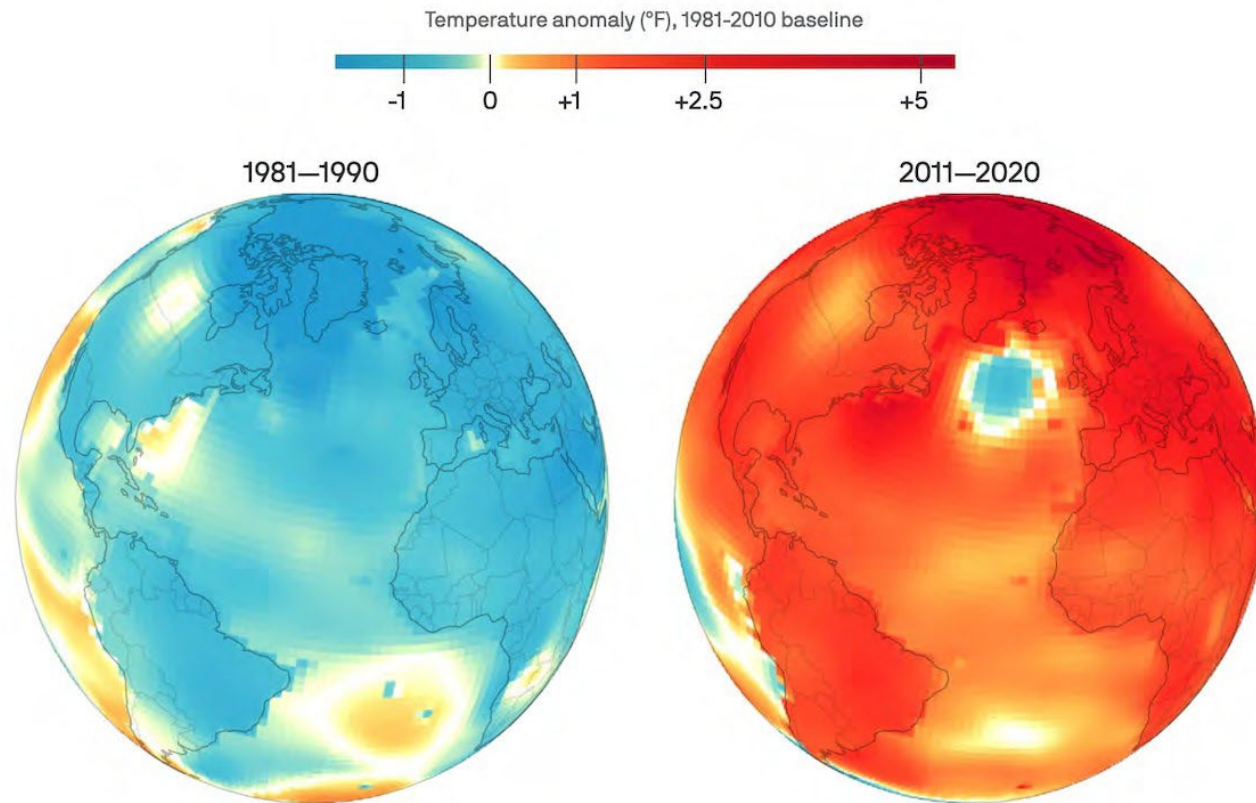 Temperature anomaly (°F), 1981-2010 baseline
-1 0 +1 +2.5 +5
1981—1990
2011—2020